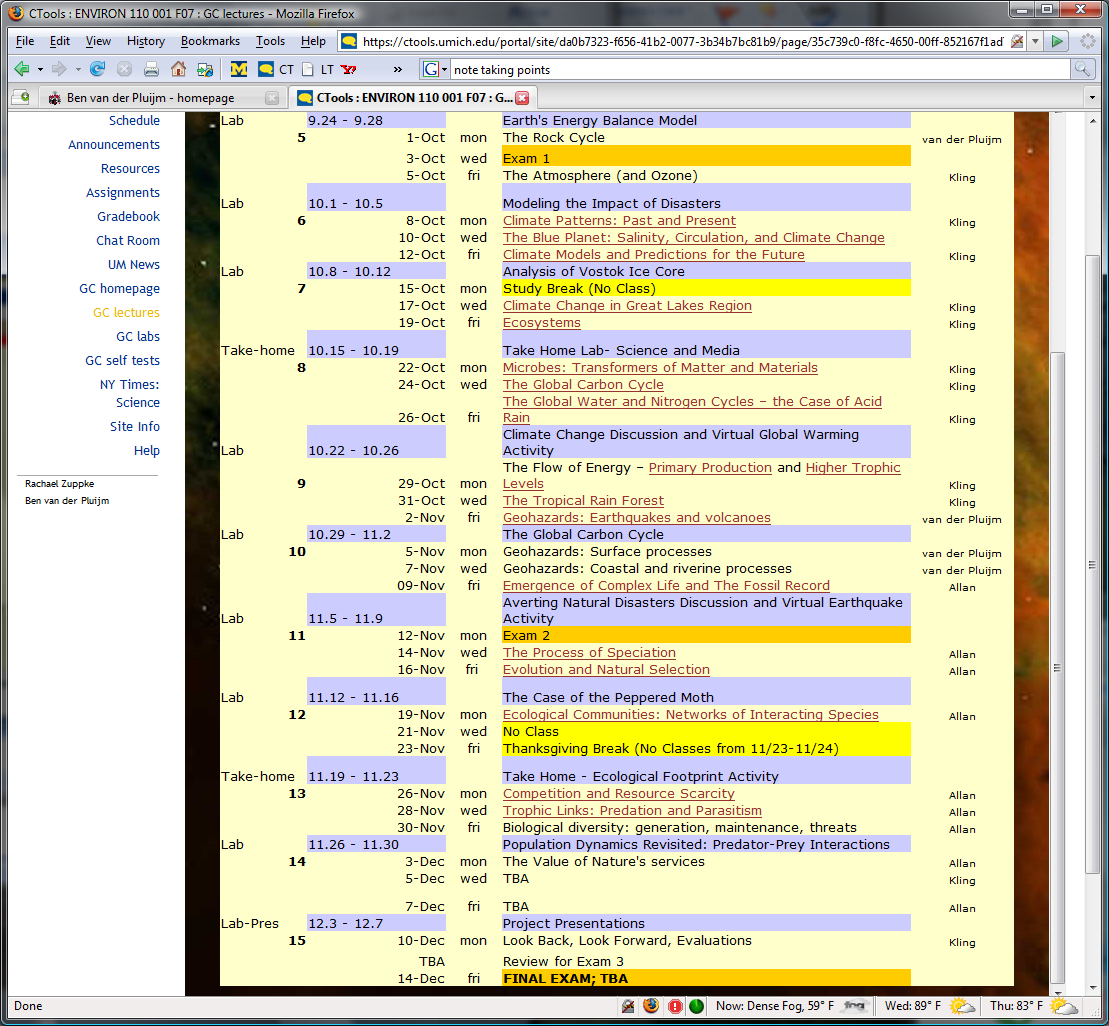 CTools : ENVIRON 110 001 F07 : GC lectures - Mozilla Firefox
File Edit View History Bookmarks Tools Help https://ctools.umich.edu/portal/site/da0b7323-f656-41b2-0077-3b34b7bc81b9/page/35c739c0-f8fc-4650-00ff-852167f1ad
M CT LT Y! » G note taking points
Ben van der Pluijm - homepage CTools : ENVIRON 110 001 F07 : G...
Schedule
Announcements
Resources
Assignments
Gradebook
Chat Room
UM News
GC homepage
GC lectures
GC labs
GC self tests
NY Times:
Science
Site Info
Help
Rachael Zuppke
Ben van der Pluijm
Lab 9.24 - 9.28 Earth's Energy Balance Model
5 1-Oct mon The Rock Cycle van der Pluijm
3-Oct wed Exam 1
5-Oct fri The Atmosphere (and Ozone) Kling
Lab 10.1 - 10.5 Modeling the Impact of Disasters
6 8-Oct mon Climate Patterns: Past and Present Kling
10-Oct wed The Blue Planet: Salinity, Circulation, and Climate Change
12-Oct fri Climate Models and Predictions for the Future Kling
Lab 10.8 - 10.12 Analysis of Vostok Ice Core
7 15-Oct mon Study Break (No Class)
17-Oct wed Climate Change in Great Lakes Region Kling
19-Oct fri Ecosystems Kling
Take-home 10.15 - 10.19 Take Home Lab- Science and Media
8 22-Oct mon Microbes: Transformers of Matter and Materials Kling
24-Oct wed The Global Carbon Cycle Kling
The Global Water and Nitrogen Cycles – the Case of Acid
26-Oct fri Rain Kling
Climate Change Discussion and Virtual Global Warming
Lab 10.22 - 10.26 Activity
The Flow of Energy – Primary Production and Higher Trophic
9 29-Oct mon Levels Kling
31-Oct wed The Tropical Rain Forest Kling
2-Nov fri Geohazards: Earthquakes and volcanoes van der Pluijm
Lab 10.29 - 11.2 The Global Carbon Cycle
10 5-Nov mon Geohazards: Surface processes van der Pluijm
7-Nov wed Geohazards: Coastal and riverine processes van der Pluijm
09-Nov fri Emergence of Complex Life and The Fossil Record Allan
Averting Natural Disasters Discussion and Virtual Earthquake
Lab 11.5 - 11.9 Activity
11 12-Nov mon Exam 2
14-Nov wed The Process of Speciation Allan
16-Nov fri Evolution and Natural Selection Allan
Lab 11.12 - 11.16 The Case of the Peppered Moth
12 19-Nov mon Ecological Communities: Networks of Interacting Species Allan
21-Nov wed No Class
23-Nov fri Thanksgiving Break (No Classes from 11/23-11/24)
Take-home 11.19 - 11.23 Take Home - Ecological Footprint Activity
13 26-Nov mon Competition and Resource Scarcity Allan
28-Nov wed Trophic Links: Predation and Parasitism Allan
30-Nov fri Biological diversity: generation, maintenance, threats Allan
Lab 11.26 - 11.30 Population Dynamics Revisited: Predator-Prey Interactions
14 3-Dec mon The Value of Nature's services Allan
5-Dec wed TBA Kling
7-Dec fri TBA Allan
Lab-Pres 12.3 - 12.7 Project Presentations
15 10-Dec mon Look Back, Look Forward, Evaluations Kling
TBA Review for Exam 3
14-Dec fri FINAL EXAM; TBA
Done Now: Dense Fog, 59° F fog Wed: 89° F Thu: 83° F